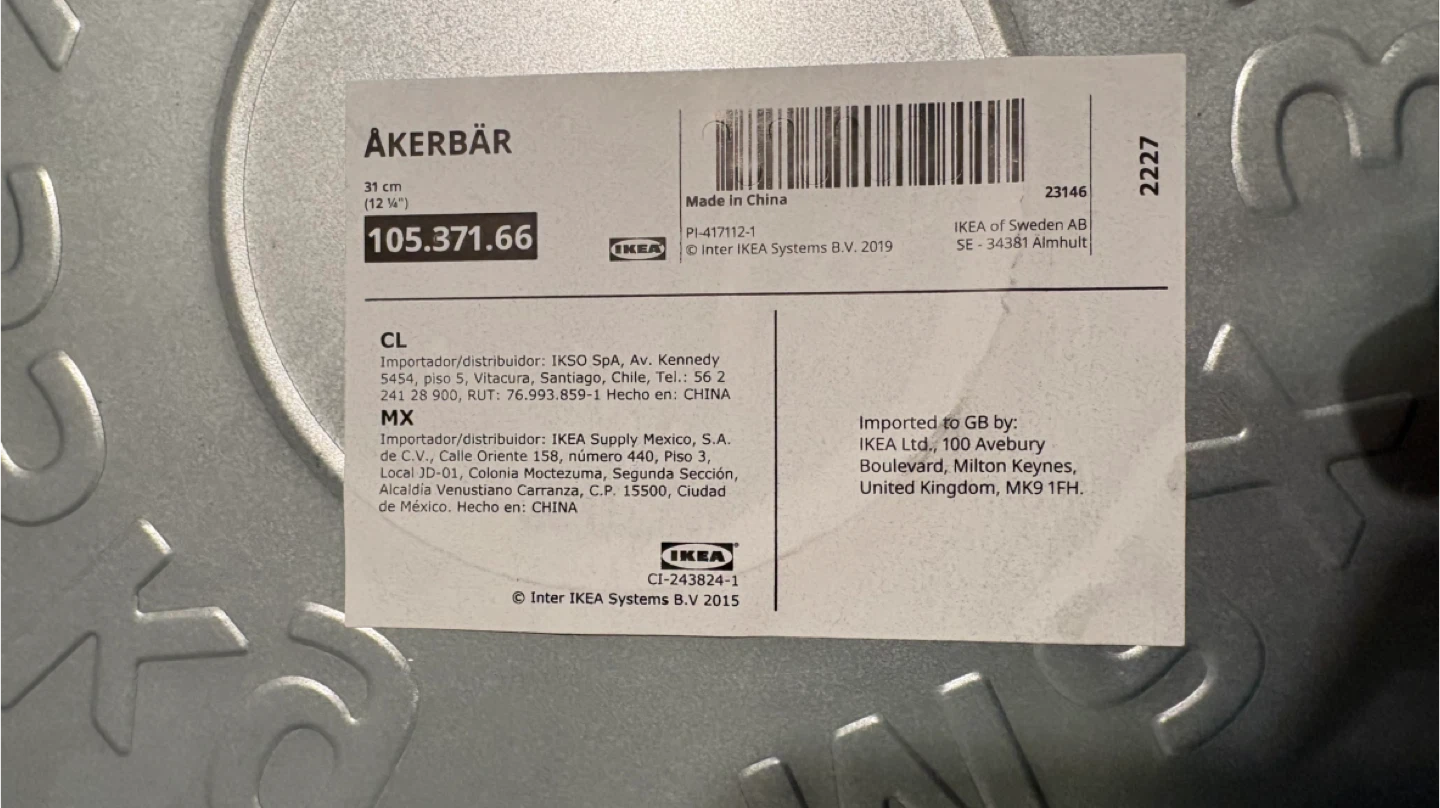 ÅKERBÄR
31 cm
(12 ¼")
105.371.66
IKEA
Made in China
23146
PI-417112-1
© Inter IKEA Systems B.V. 2019
IKEA of Sweden AB
SE - 34381 Älmhult
2227
CL
Importador/distribuidor: IKSO SpA, Av. Kennedy
5454, piso 5, Vitacura, Santiago, Chile, Tel.: 56 2
241 28 900, RUT: 76.993.859-1 Hecho en: CHINA
MX
Importador/distribuidor: IKEA Supply Mexico, S.A.
de C.V., Calle Oriente 158, número 440, Piso 3,
Local JD-01, Colonia Moctezuma, Segunda Sección,
Alcaldía Venustiano Carranza, C.P. 15500, Ciudad
de México. Hecho en: CHINA
IKEA®
CI-243824-1
© Inter IKEA Systems B.V 2015
Imported to GB by:
IKEA Ltd., 100 Avebury
Boulevard, Milton Keynes,
United Kingdom, MK9 1FH.